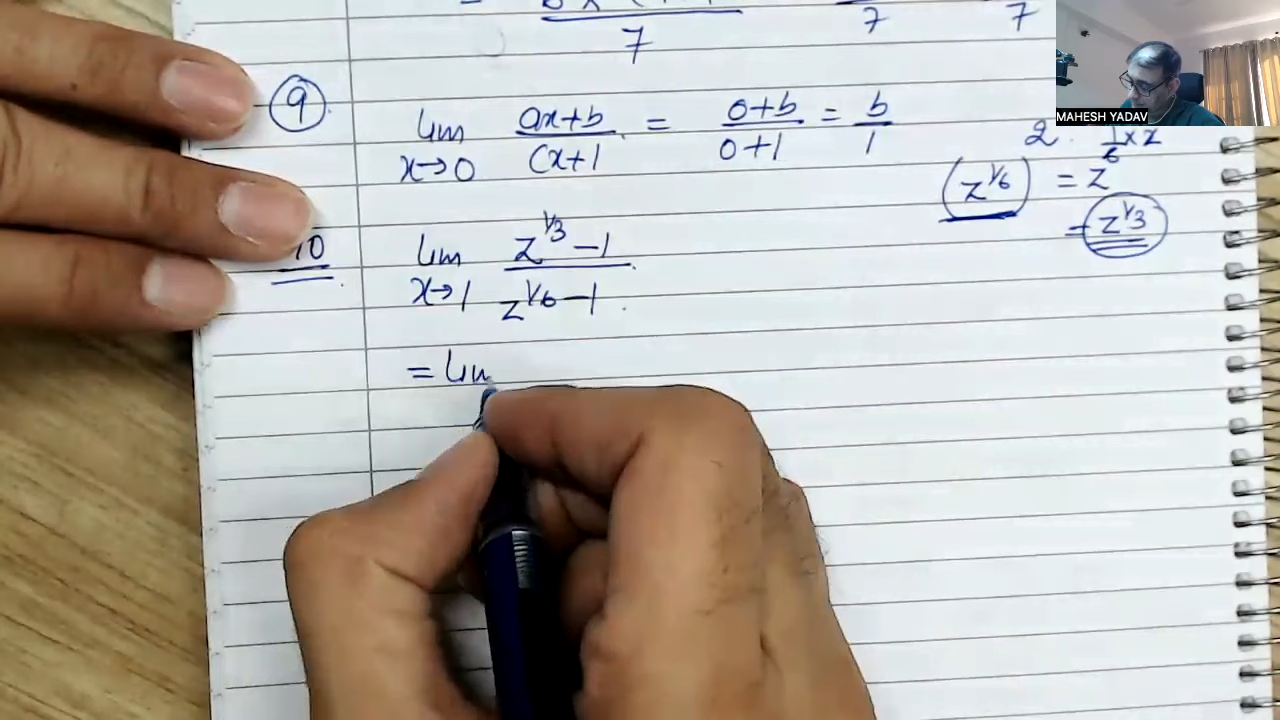 7 7 7
MAHESH YADAV
9 lim x→0 ax+b / cx+1 = 0+b / 0+1 = b / 1
2. 1/6 × 2
(z^1/6) = z
= z^1/3
10 lim x→1 z^1/3 − 1 / z^1/6 − 1
= lim